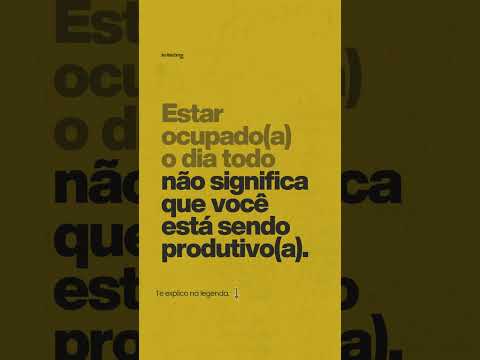 Estar
ocupado(a)
o dia todo
não significa
que você
está sendo
produtivo(a).
Te explico na legenda.